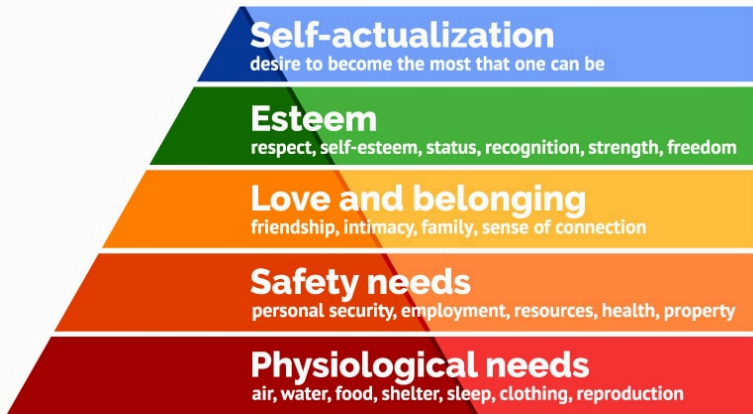 Self-actualization
desire to become the most that one can be
Esteem
respect, self-esteem, status, recognition, strength, freedom
Love and belonging
friendship, intimacy, family, sense of connection
Safety needs
personal security, employment, resources, health, property
Physiological needs
air, water, food, shelter, sleep, clothing, reproduction